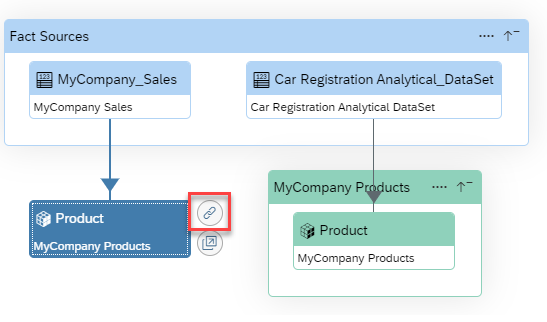 Fact Sources
MyCompany_Sales
MyCompany Sales
Car Registration Analytical_DataSet
Car Registration Analytical DataSet
Product
MyCompany Products
MyCompany Products
Product
MyCompany Products